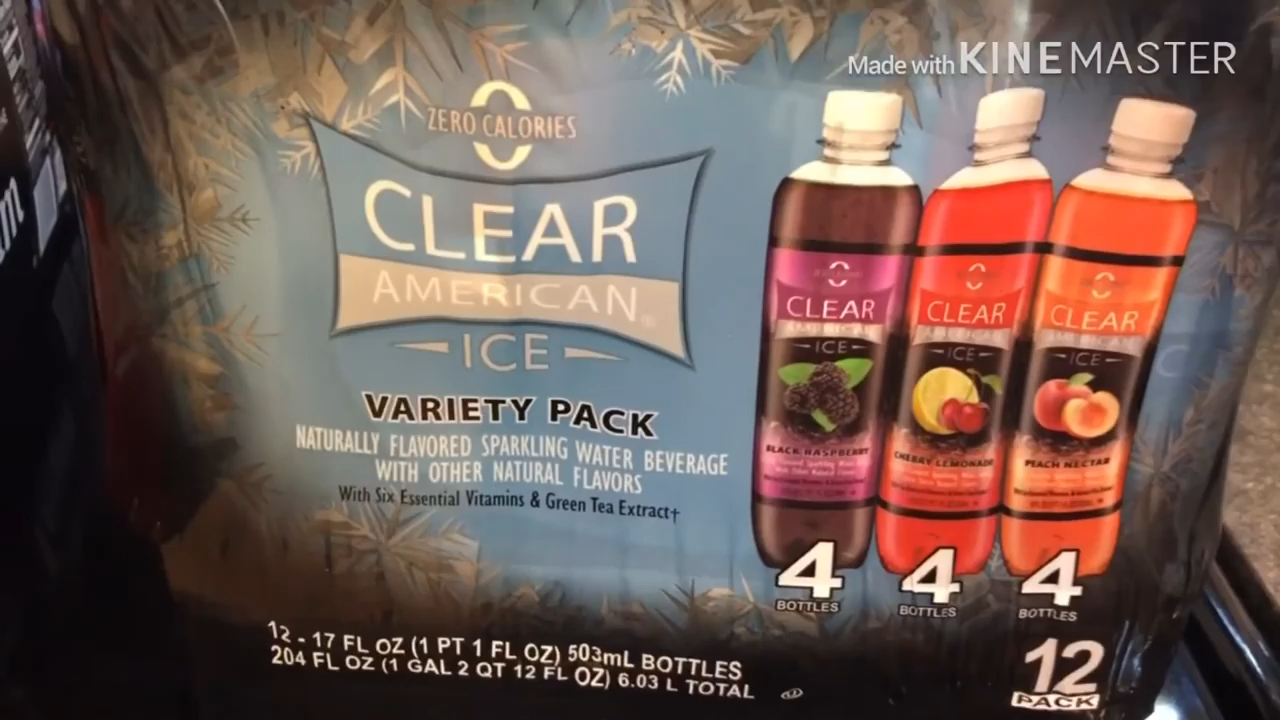 Made with KINEMASTER
ZERO CALORIES
0
CLEAR
AMERICAN®
ICE
VARIETY PACK
NATURALLY FLAVORED SPARKLING WATER BEVERAGE
WITH OTHER NATURAL FLAVORS
With Six Essential Vitamins & Green Tea Extract†
CLEAR
AMERICAN
ICE
BLACK RASPBERRY
CLEAR
AMERICAN
ICE
CHERRY LEMONADE
CLEAR
AMERICAN
ICE
PEACH NECTAR
4
BOTTLES
4
BOTTLES
4
BOTTLES
12 - 17 FL OZ (1 PT 1 FL OZ) 503mL BOTTLES
204 FL OZ (1 GAL 2 QT 12 FL OZ) 6.03 L TOTAL
12
PACK